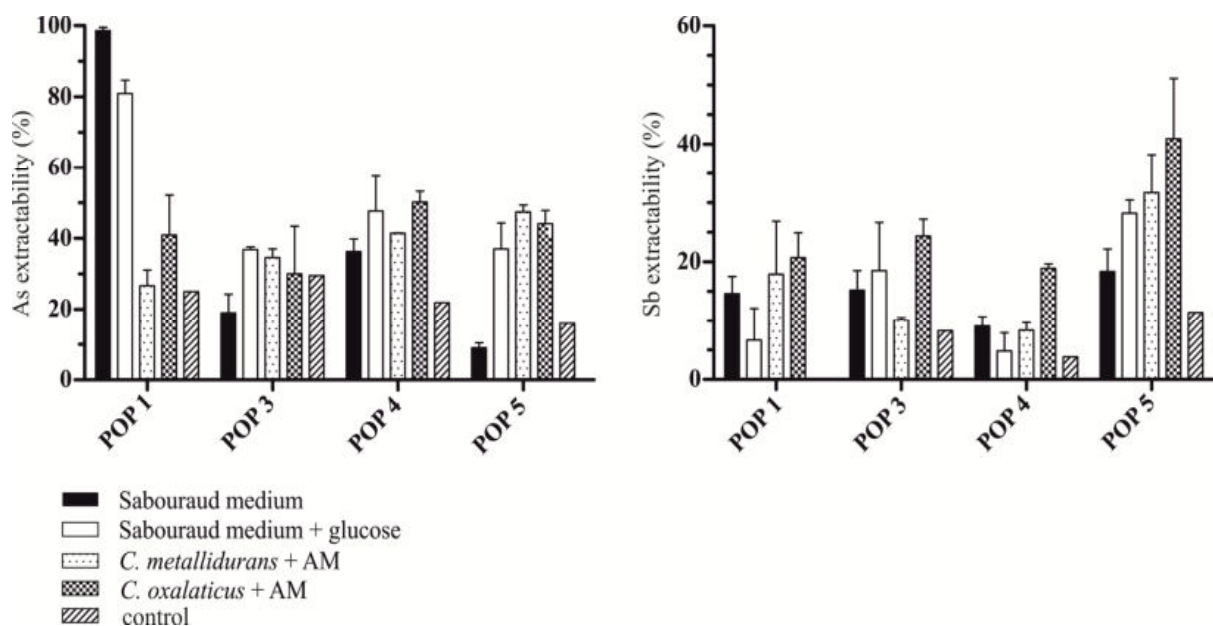 As extractability (%)
100
80
60
40
20
0
POP 1
POP 3
POP 4
POP 5
Sb extractability (%)
60
40
20
0
POP 1
POP 3
POP 4
POP 5
Sabouraud medium
Sabouraud medium + glucose
C. metallidurans + AM
C. oxalaticus + AM
control